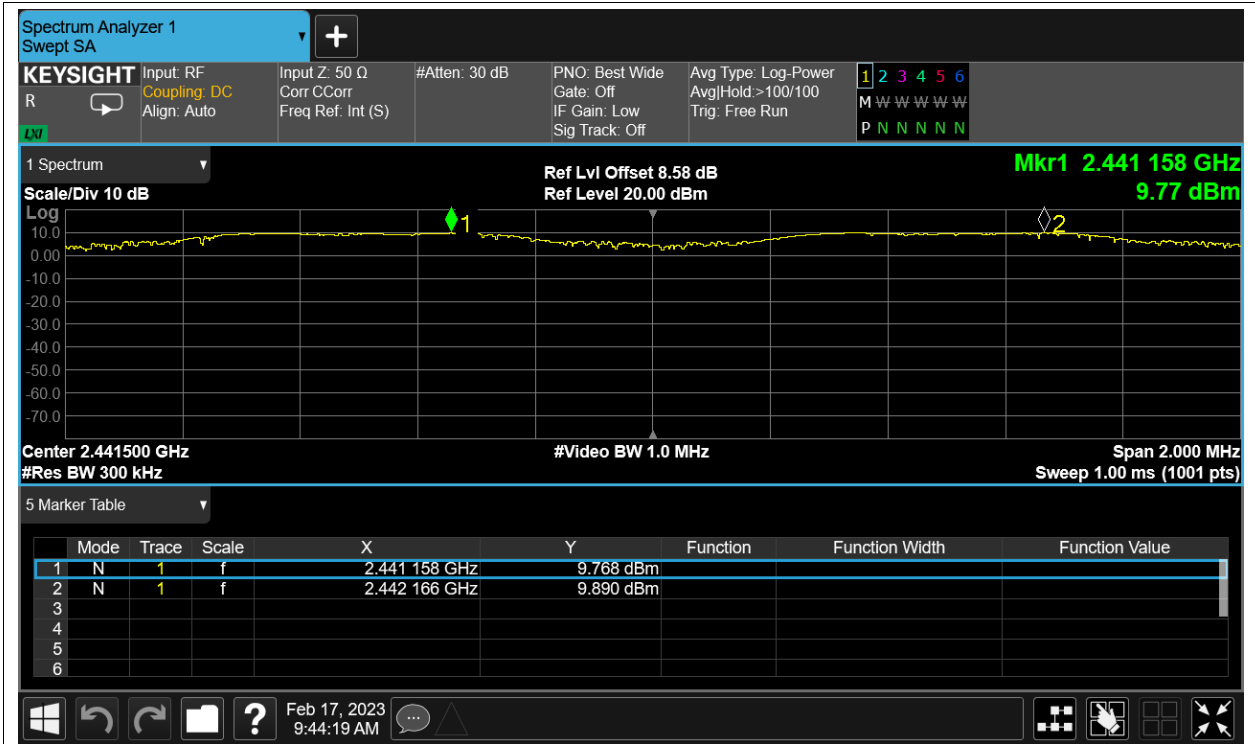 Spectrum Analyzer 1
Swept SA
KEYSIGHT
R
LXI
Input: RF
Coupling: DC
Align: Auto
Input Z: 50 Ω
Corr CCorr
Freq Ref: Int (S)
#Atten: 30 dB
PNO: Best Wide
Gate: Off
IF Gain: Low
Sig Track: Off
Avg Type: Log-Power
Avg|Hold:>100/100
Trig: Free Run
1 2 3 4 5 6
M W W W W W
P N N N N N
1 Spectrum
Scale/Div 10 dB
Ref Lvl Offset 8.58 dB
Ref Level 20.00 dBm
Mkr1 2.441 158 GHz
9.77 dBm
Log
10.0
0.00
-10.0
-20.0
-30.0
-40.0
-50.0
-60.0
-70.0
1
2
Center 2.441500 GHz
#Res BW 300 kHz
#Video BW 1.0 MHz
Span 2.000 MHz
Sweep 1.00 ms (1001 pts)
5 Marker Table
Mode Trace Scale X Y Function Function Width Function Value
1 N 1 f 2.441 158 GHz 9.768 dBm
2 N 1 f 2.442 166 GHz 9.890 dBm
3
4
5
6
?
Feb 17, 2023
9:44:19 AM